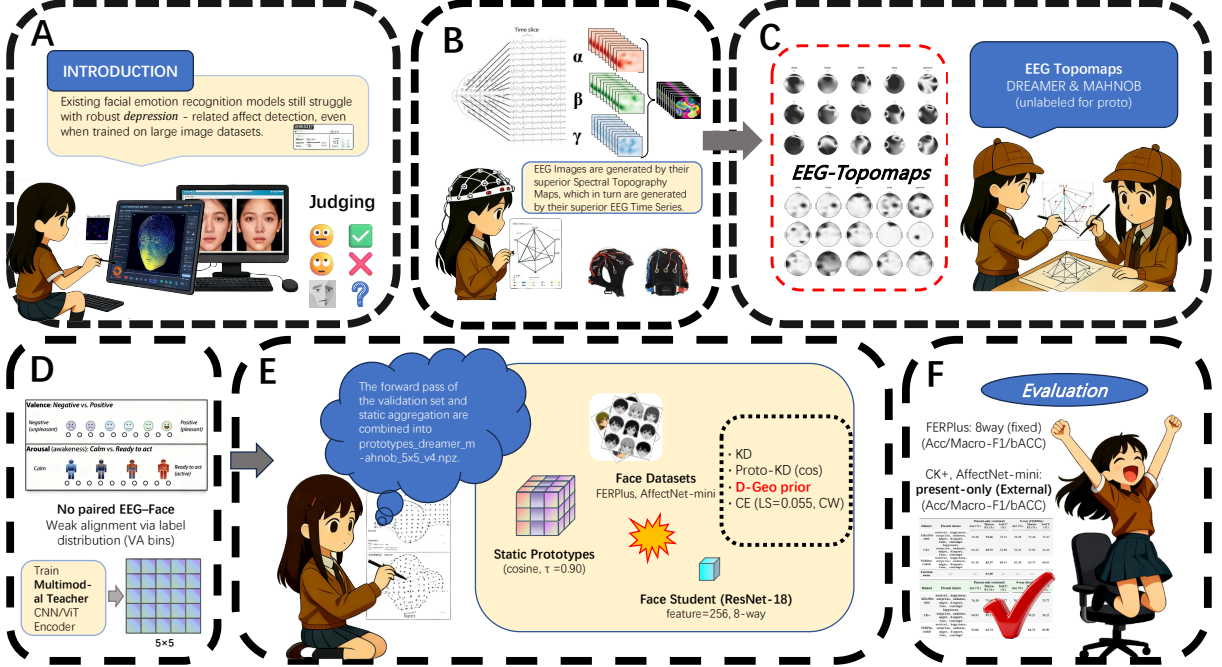 A
INTRODUCTION
Existing facial emotion recognition models still struggle
with robust depression - related affect detection, even
when trained on large image datasets.
Judging
B
Time slice
α
β
γ
EEG Images are generated by their
superior Spectral Topography
Maps, which in turn are generated
by their superior EEG Time Series.
C
EEG-Topomaps
EEG Topomaps
DREAMER & MAHNOB
(unlabeled for proto)
D
Valence: Negative vs. Positive
Negative
(unpleasant)
Positive
(pleasant)
Arousal (awakeness): Calm vs. Ready to act
Calm
Ready to act
(active)
No paired EEG–Face
Weak alignment via label
distribution (VA bins)
Train
Multimod-
al Teacher
CNN/ViT
Encoder
5×5
E
The forward pass of
the validation set and
static aggregation are
combined into
prototypes_dreamer_m
-ahnob_5x5_v4.npz.
Static Prototypes
(cosine, τ =0.90)
Face Datasets
FERPlus, AffectNet-mini
· KD
· Proto-KD (cos)
· D-Geo prior
· CE (LS=0.055, CW)
Face Student (ResNet-18)
feature=256, 8-way
F
Evaluation
FERPlus: 8way (fixed)
(Acc/Macro-F1/bACC)
CK+, AffectNet-mini:
present-only (External)
(Acc/Macro-F1/bACC)